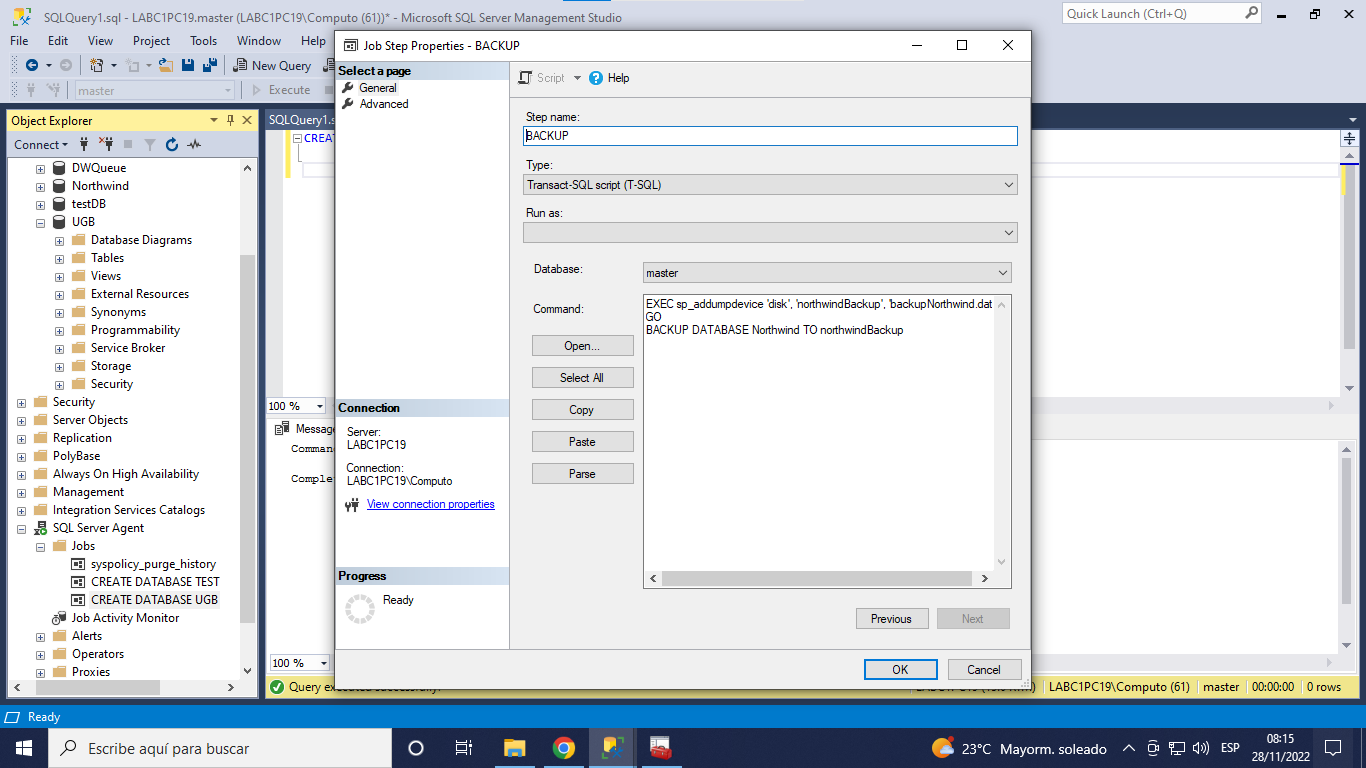 SQLQuery1.sql - LABC1PC19.master (LABC1PC19\Computo (61))* - Microsoft SQL Server Management Studio
Quick Launch (Ctrl+Q)
File Edit View Project Tools Window Help
New Query
master
Execute
Object Explorer
Connect
DWQueue
Northwind
testDB
UGB
Database Diagrams
Tables
Views
External Resources
Synonyms
Programmability
Service Broker
Storage
Security
Security
Server Objects
Replication
PolyBase
Always On High Availability
Management
Integration Services Catalogs
SQL Server Agent
Jobs
syspolicy_purge_history
CREATE DATABASE TEST
CREATE DATABASE UGB
Job Activity Monitor
Alerts
Operators
Proxies
SQLQuery1.s
CREAT
100 %
Message
Comman
Comple
100 %
Query executed successfully.
LABC1PC19\Computo (61)
master
00:00:00
0 rows
Job Step Properties - BACKUP
Select a page
General
Advanced
Connection
Server:
LABC1PC19
Connection:
LABC1PC19\Computo
View connection properties
Progress
Ready
Script
Help
Step name:
BACKUP
Type:
Transact-SQL script (T-SQL)
Run as:
Database:
master
Command:
EXEC sp_addumpdevice 'disk', 'northwindBackup', 'backupNorthwind.dat
GO
BACKUP DATABASE Northwind TO northwindBackup
Open...
Select All
Copy
Paste
Parse
Previous
Next
OK
Cancel
Ready
Escribe aquí para buscar
23°C Mayorm. soleado
ESP
08:15
28/11/2022